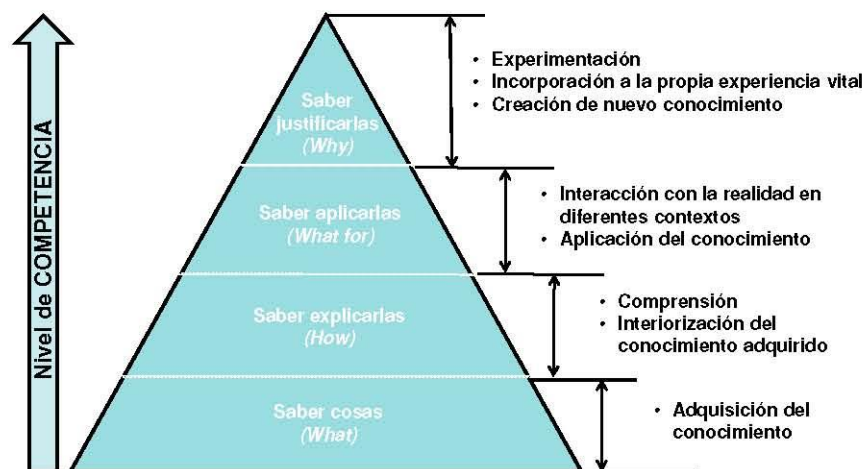 Nivel de COMPETENCIA
Saber
justificarlas
(Why)
• Experimentación
• Incorporación a la propia experiencia vital
• Creación de nuevo conocimiento
Saber aplicarlas
(What for)
• Interacción con la realidad en
diferentes contextos
• Aplicación del conocimiento
Saber explicarlas
(How)
• Comprensión
• Interiorización del
conocimiento adquirido
Saber cosas
(What)
• Adquisición del
conocimiento